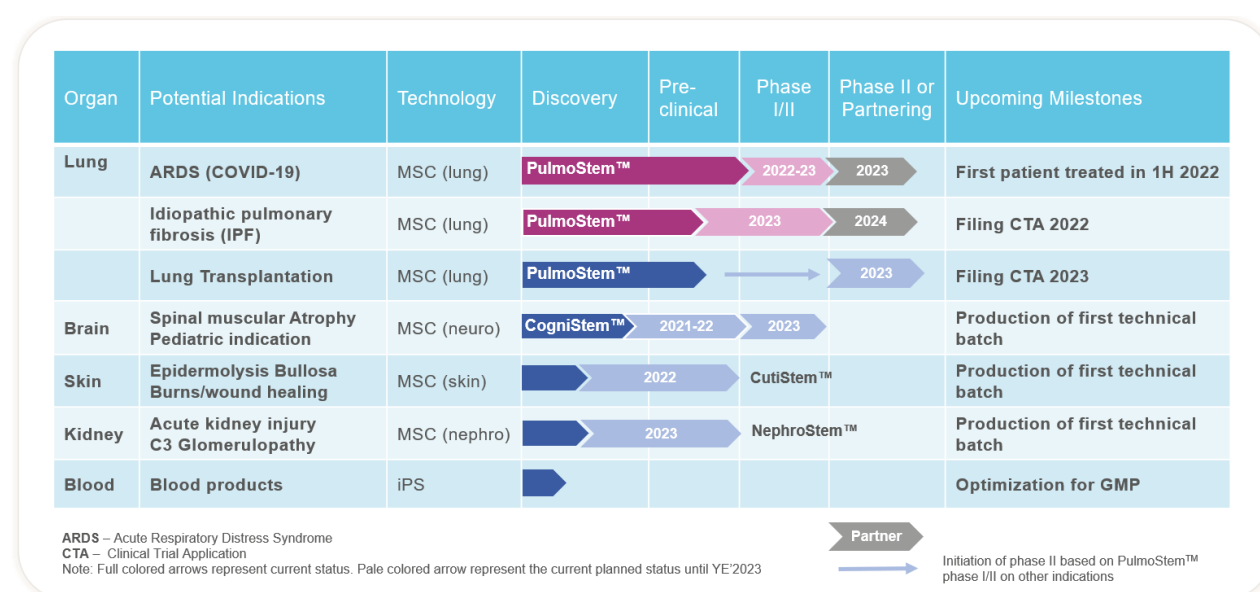 Organ
Potential Indications
Technology
Discovery
Pre-
clinical
Phase
I/II
Phase II or
Partnering
Upcoming Milestones
Lung
ARDS (COVID-19)
MSC (lung)
PulmoStem™
2022-23
2023
First patient treated in 1H 2022
Idiopathic pulmonary
fibrosis (IPF)
MSC (lung)
PulmoStem™
2023
2024
Filing CTA 2022
Lung Transplantation
MSC (lung)
PulmoStem™
2023
Filing CTA 2023
Brain
Spinal muscular Atrophy
Pediatric indication
MSC (neuro)
CogniStem™
2021-22
2023
Production of first technical
batch
Skin
Epidermolysis Bullosa
Burns/wound healing
MSC (skin)
2022
CutiStem™
Production of first technical
batch
Kidney
Acute kidney injury
C3 Glomerulopathy
MSC (nephro)
2023
NephroStem™
Production of first technical
batch
Blood
Blood products
iPS
Optimization for GMP
ARDS – Acute Respiratory Distress Syndrome
CTA – Clinical Trial Application
Note: Full colored arrows represent current status. Pale colored arrow represent the current planned status until YE'2023
Partner
Initiation of phase II based on PulmoStem™
phase I/II on other indications